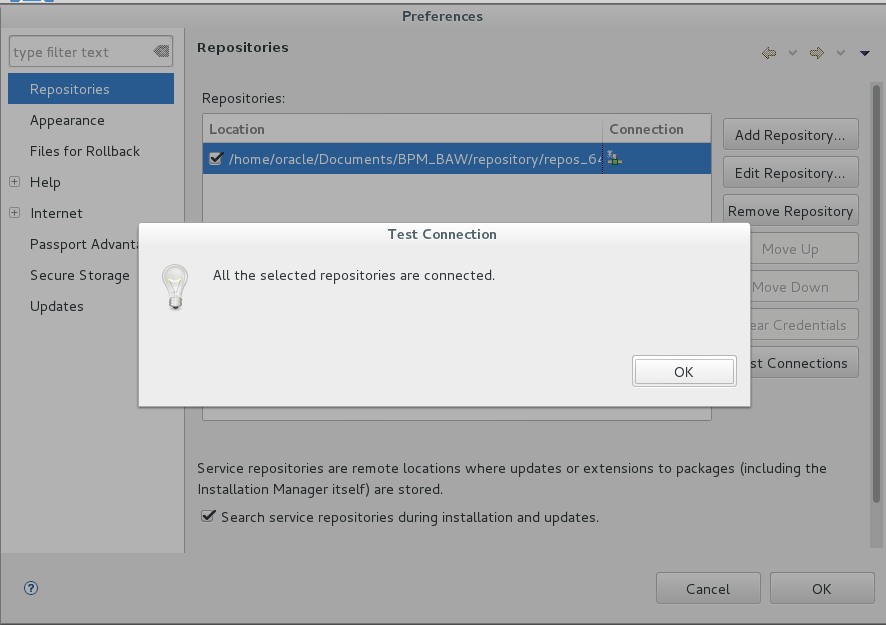 Preferences
type filter text
Repositories
Appearance
Files for Rollback
Help
Internet
Passport
Secure Storage
Updates
Repositories
Repositories:
Location Connection
/home/oracle/Documents/BPM_BAW/repository/repos_64
Add Repository...
Edit Repository...
Remove Repository
Move Up
Move Down
Credentials
Connections
Test Connection
All the selected repositories are connected.
OK
Service repositories are remote locations where updates or extensions to packages (including the
Installation Manager itself) are stored.
Search service repositories during installation and updates.
?
Cancel OK